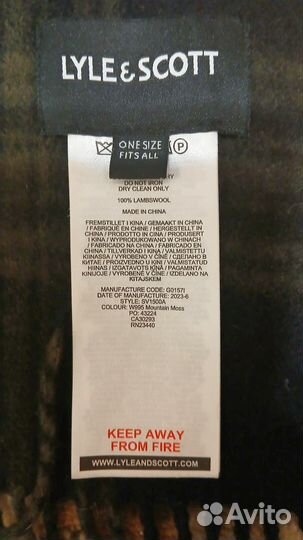 LYLE & SCOTT
ONE SIZE
FITS ALL
P
DO NOT IRON
DRY CLEAN ONLY
100% LAMBSWOOL
MADE IN CHINA
FREMSTILLET I KINA / GEMAAKT IN CHINA
/ FABRIQUÉ EN CHINE / HERGESTELLT IN
CHINA / PRODOTTO IN CINA / PRODUSERT
I KINA / WYPRODUKOWANO W CHINACH
/ FABRICADO NA CHINA / FABRICADO EN
CHINA / TILLVERKAD I KINA / VALMISTETTU
KIINASSA / VYROBENO V ČÍNĚ / СДЕЛАНО В
КИТАЕ / PROIZVEDENO U KINI / VALMISTATUD
HIINAS / IZGATAVOTS ĶĪNĀ / PAGAMINTA
KINIJOJE / VYROBENÉ V ČÍNE / IZDELANO NA
KITAJSKEM
MANUFACTURE CODE: G0157I
DATE OF MANUFACTURE: 2023-6
STYLE: SV1500A
COLOUR: W995 Mountain Moss
PO: 43224
CA30293
RN23440
KEEP AWAY
FROM FIRE
WWW.LYLEANDSCOTT.COM
Avito